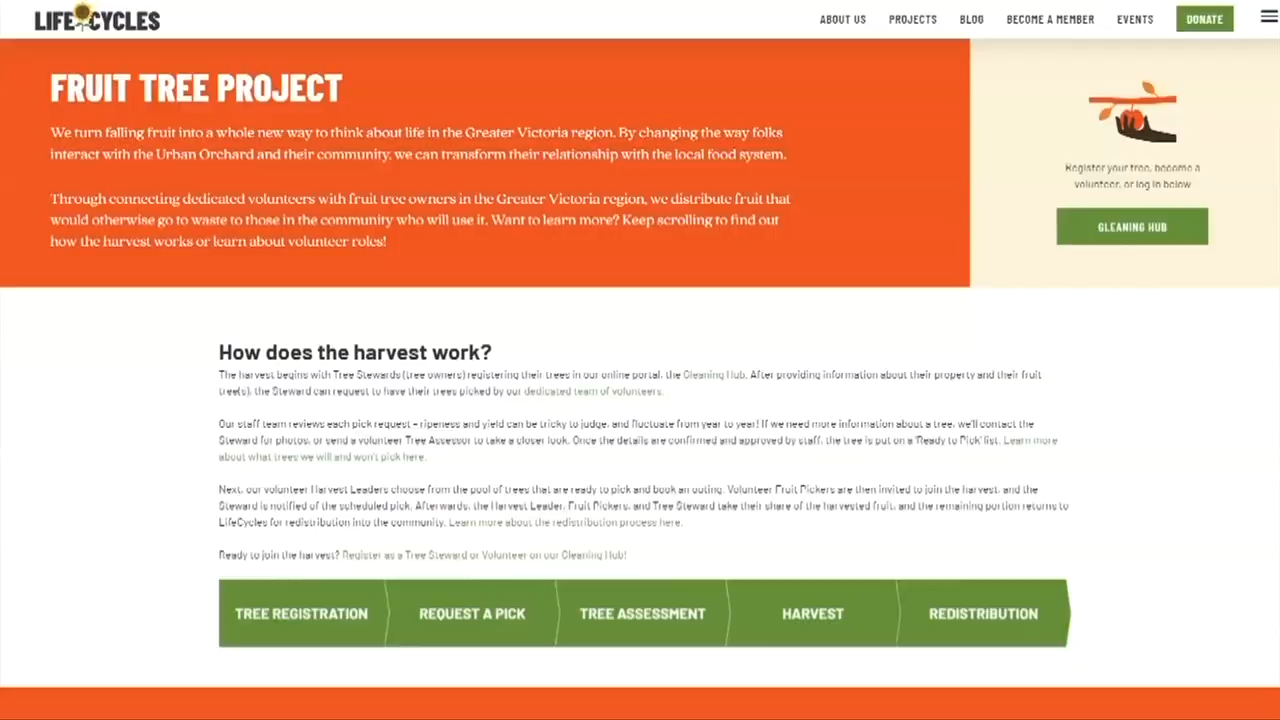 LIFECYCLES
ABOUT US PROJECTS BLOG BECOME A MEMBER EVENTS DONATE
FRUIT TREE PROJECT
We turn falling fruit into a whole new way to think about life in the Greater Victoria region. By changing the way folks
interact with the Urban Orchard and their community, we can transform their relationship with the local food system.
Through connecting dedicated volunteers with fruit tree owners in the Greater Victoria region, we distribute fruit that
would otherwise go to waste to those in the community who will use it. Want to learn more? Keep scrolling to find out
how the harvest works or learn about volunteer roles!
Register your tree, become a
volunteer, or log in below
GLEANING HUB
How does the harvest work?
The harvest begins with Tree Stewards (tree owners) registering their trees in our online portal, the Gleaning Hub. After providing information about their property and their fruit
tree(s), the Steward can request to have their trees picked by our dedicated team of volunteers.
Our staff team reviews each pick request – ripeness and yield can be tricky to judge, and fluctuate from year to year! If we need more information about a tree, we'll contact the
Steward for photos, or send a volunteer Tree Assessor to take a closer look. Once the details are confirmed and approved by staff, the tree is put on a 'Ready to Pick' list. Learn more
about what trees we will and won't pick here.
Next, our volunteer Harvest Leaders choose from the pool of trees that are ready to pick and book an outing. Volunteer Fruit Pickers are then invited to join the harvest, and the
Steward is notified of the scheduled pick. Afterwards, the Harvest Leader, Fruit Pickers, and Tree Steward take their share of the harvested fruit, and the remaining portion returns to
LifeCycles for redistribution into the community. Learn more about the redistribution process here.
Ready to join the harvest? Register as a Tree Steward or Volunteer on our Gleaning Hub!
TREE REGISTRATION REQUEST A PICK TREE ASSESSMENT HARVEST REDISTRIBUTION